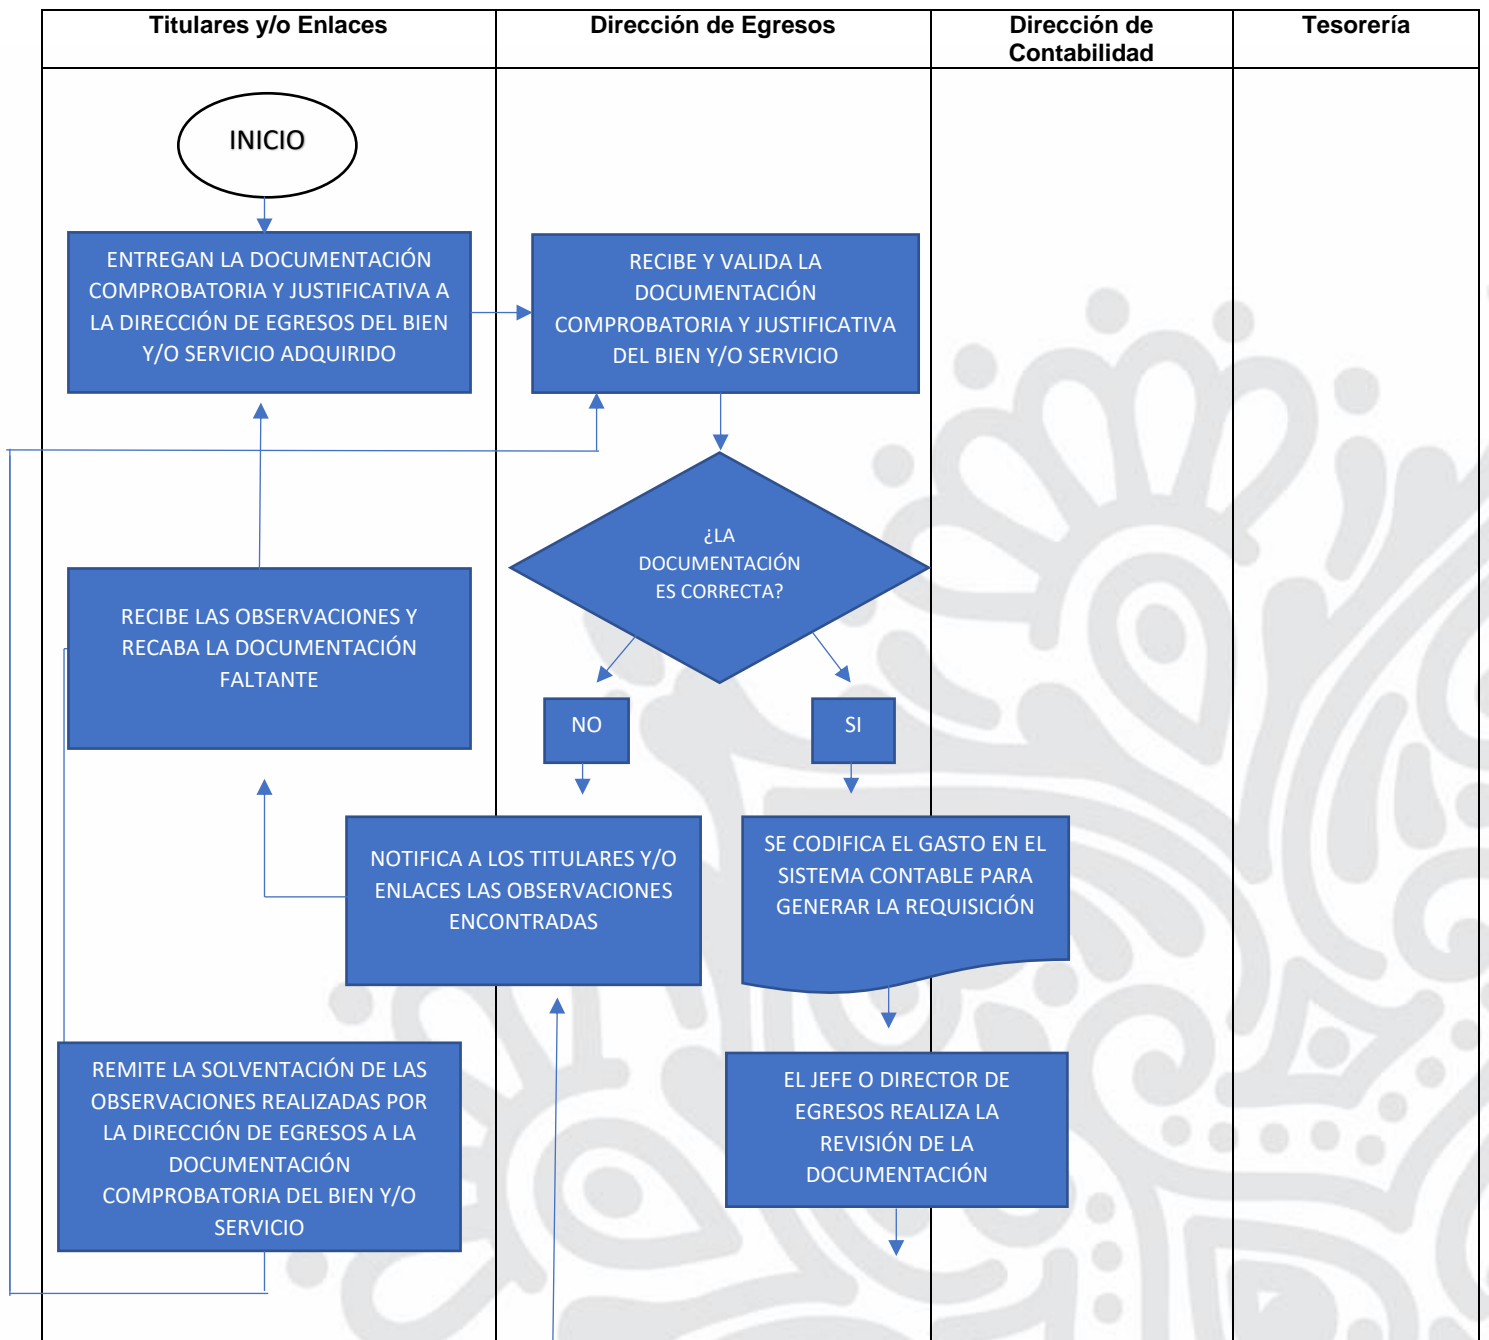 Titulares y/o Enlaces
Dirección de Egresos
Dirección de
Contabilidad
Tesorería
INICIO
ENTREGAN LA DOCUMENTACIÓN
COMPROBATORIA Y JUSTIFICATIVA A
LA DIRECCIÓN DE EGRESOS DEL BIEN
Y/O SERVICIO ADQUIRIDO
RECIBE Y VALIDA LA
DOCUMENTACIÓN
COMPROBATORIA Y JUSTIFICATIVA
DEL BIEN Y/O SERVICIO
¿LA
DOCUMENTACIÓN
ES CORRECTA?
RECIBE LAS OBSERVACIONES Y
RECABA LA DOCUMENTACIÓN
FALTANTE
NO
SI
NOTIFICA A LOS TITULARES Y/O
ENLACES LAS OBSERVACIONES
ENCONTRADAS
SE CODIFICA EL GASTO EN EL
SISTEMA CONTABLE PARA
GENERAR LA REQUISICIÓN
REMITE LA SOLVENTACIÓN DE LAS
OBSERVACIONES REALIZADAS POR
LA DIRECCIÓN DE EGRESOS A LA
DOCUMENTACIÓN
COMPROBATORIA DEL BIEN Y/O
SERVICIO
EL JEFE O DIRECTOR DE
EGRESOS REALIZA LA
REVISIÓN DE LA
DOCUMENTACIÓN